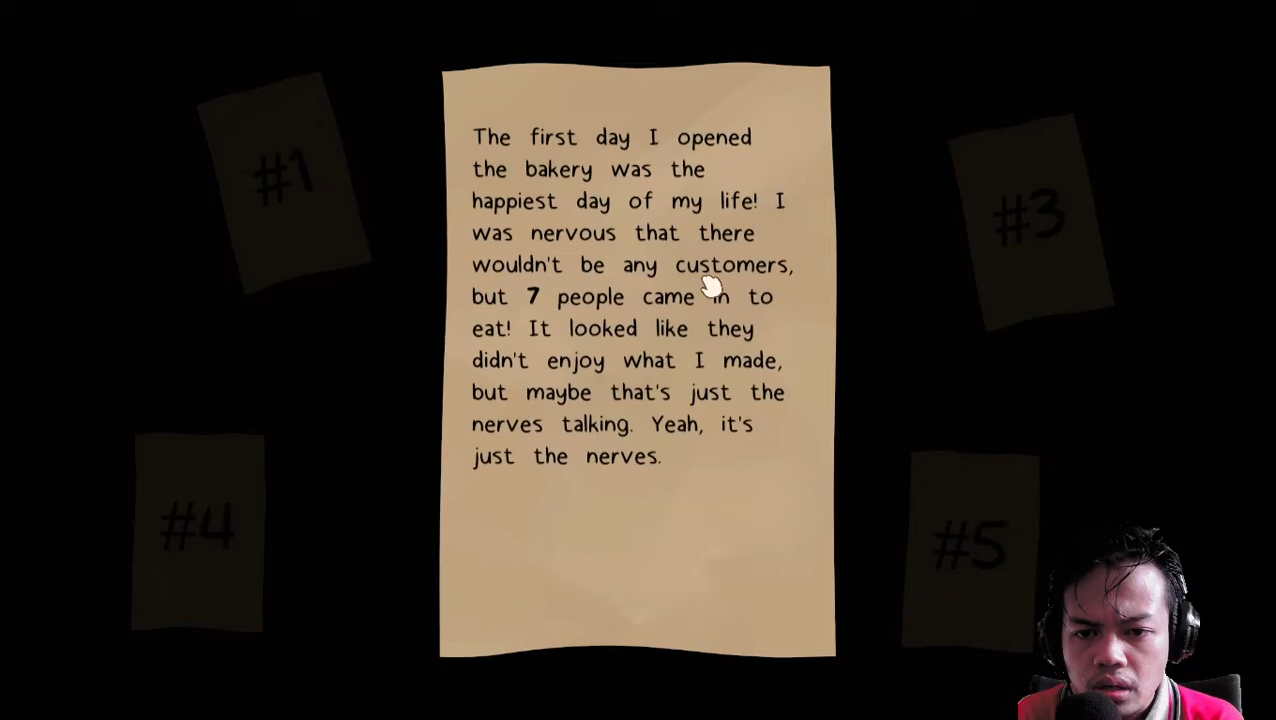 #1
The first day I opened
the bakery was the
happiest day of my life! I
was nervous that there
wouldn't be any customers,
but 7 people came in to
eat! It looked like they
didn't enjoy what I made,
but maybe that's just the
nerves talking. Yeah, it's
just the nerves.
#3
#4
#5